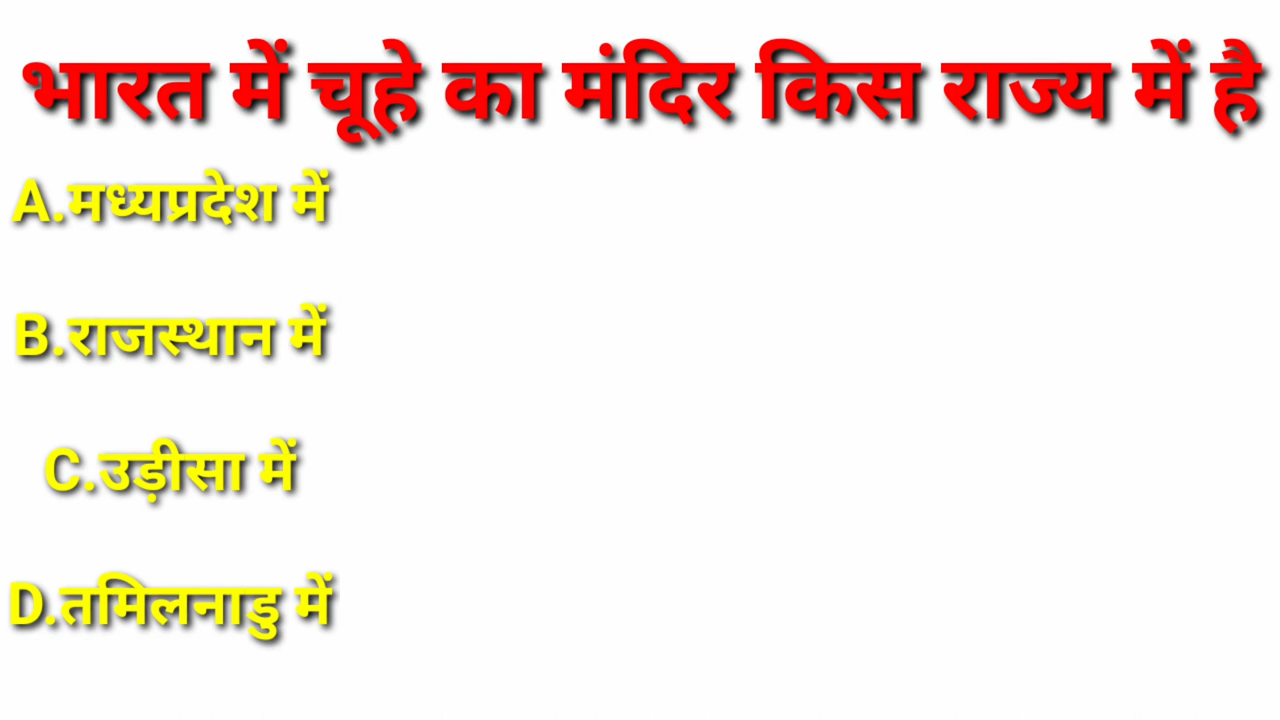 भारत में चूहे का मंदिर किस राज्य में है
A.मध्यप्रदेश में
B.राजस्थान में
C.उड़ीसा में
D.तमिलनाडु में